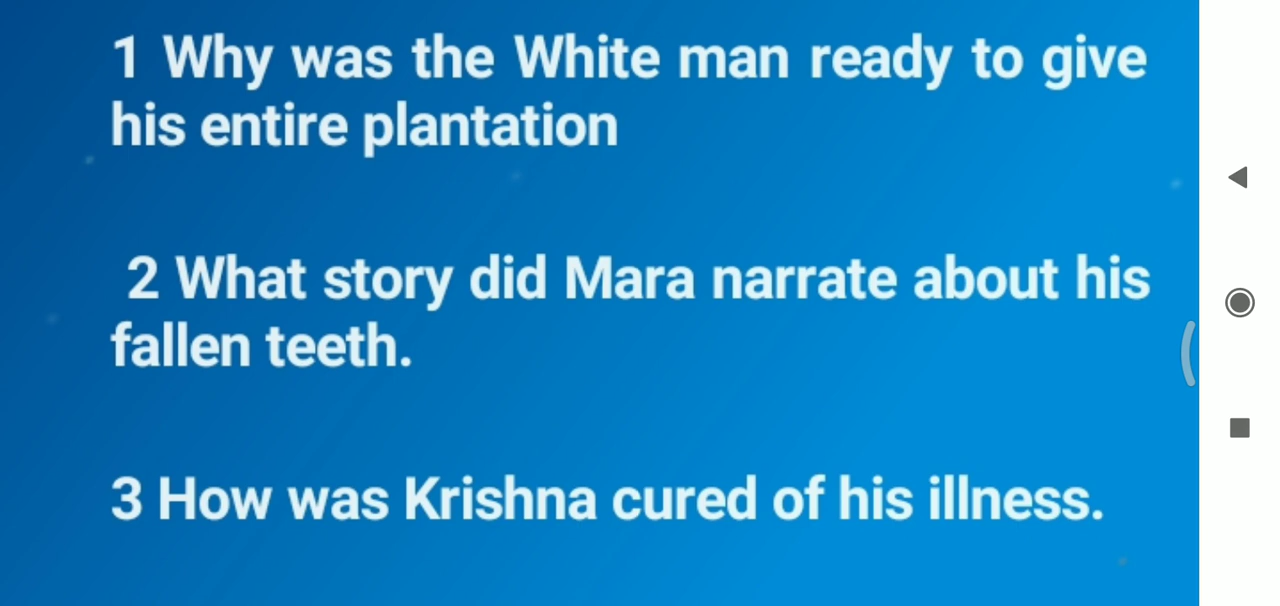 1 Why was the White man ready to give
his entire plantation
2 What story did Mara narrate about his
fallen teeth.
3 How was Krishna cured of his illness.